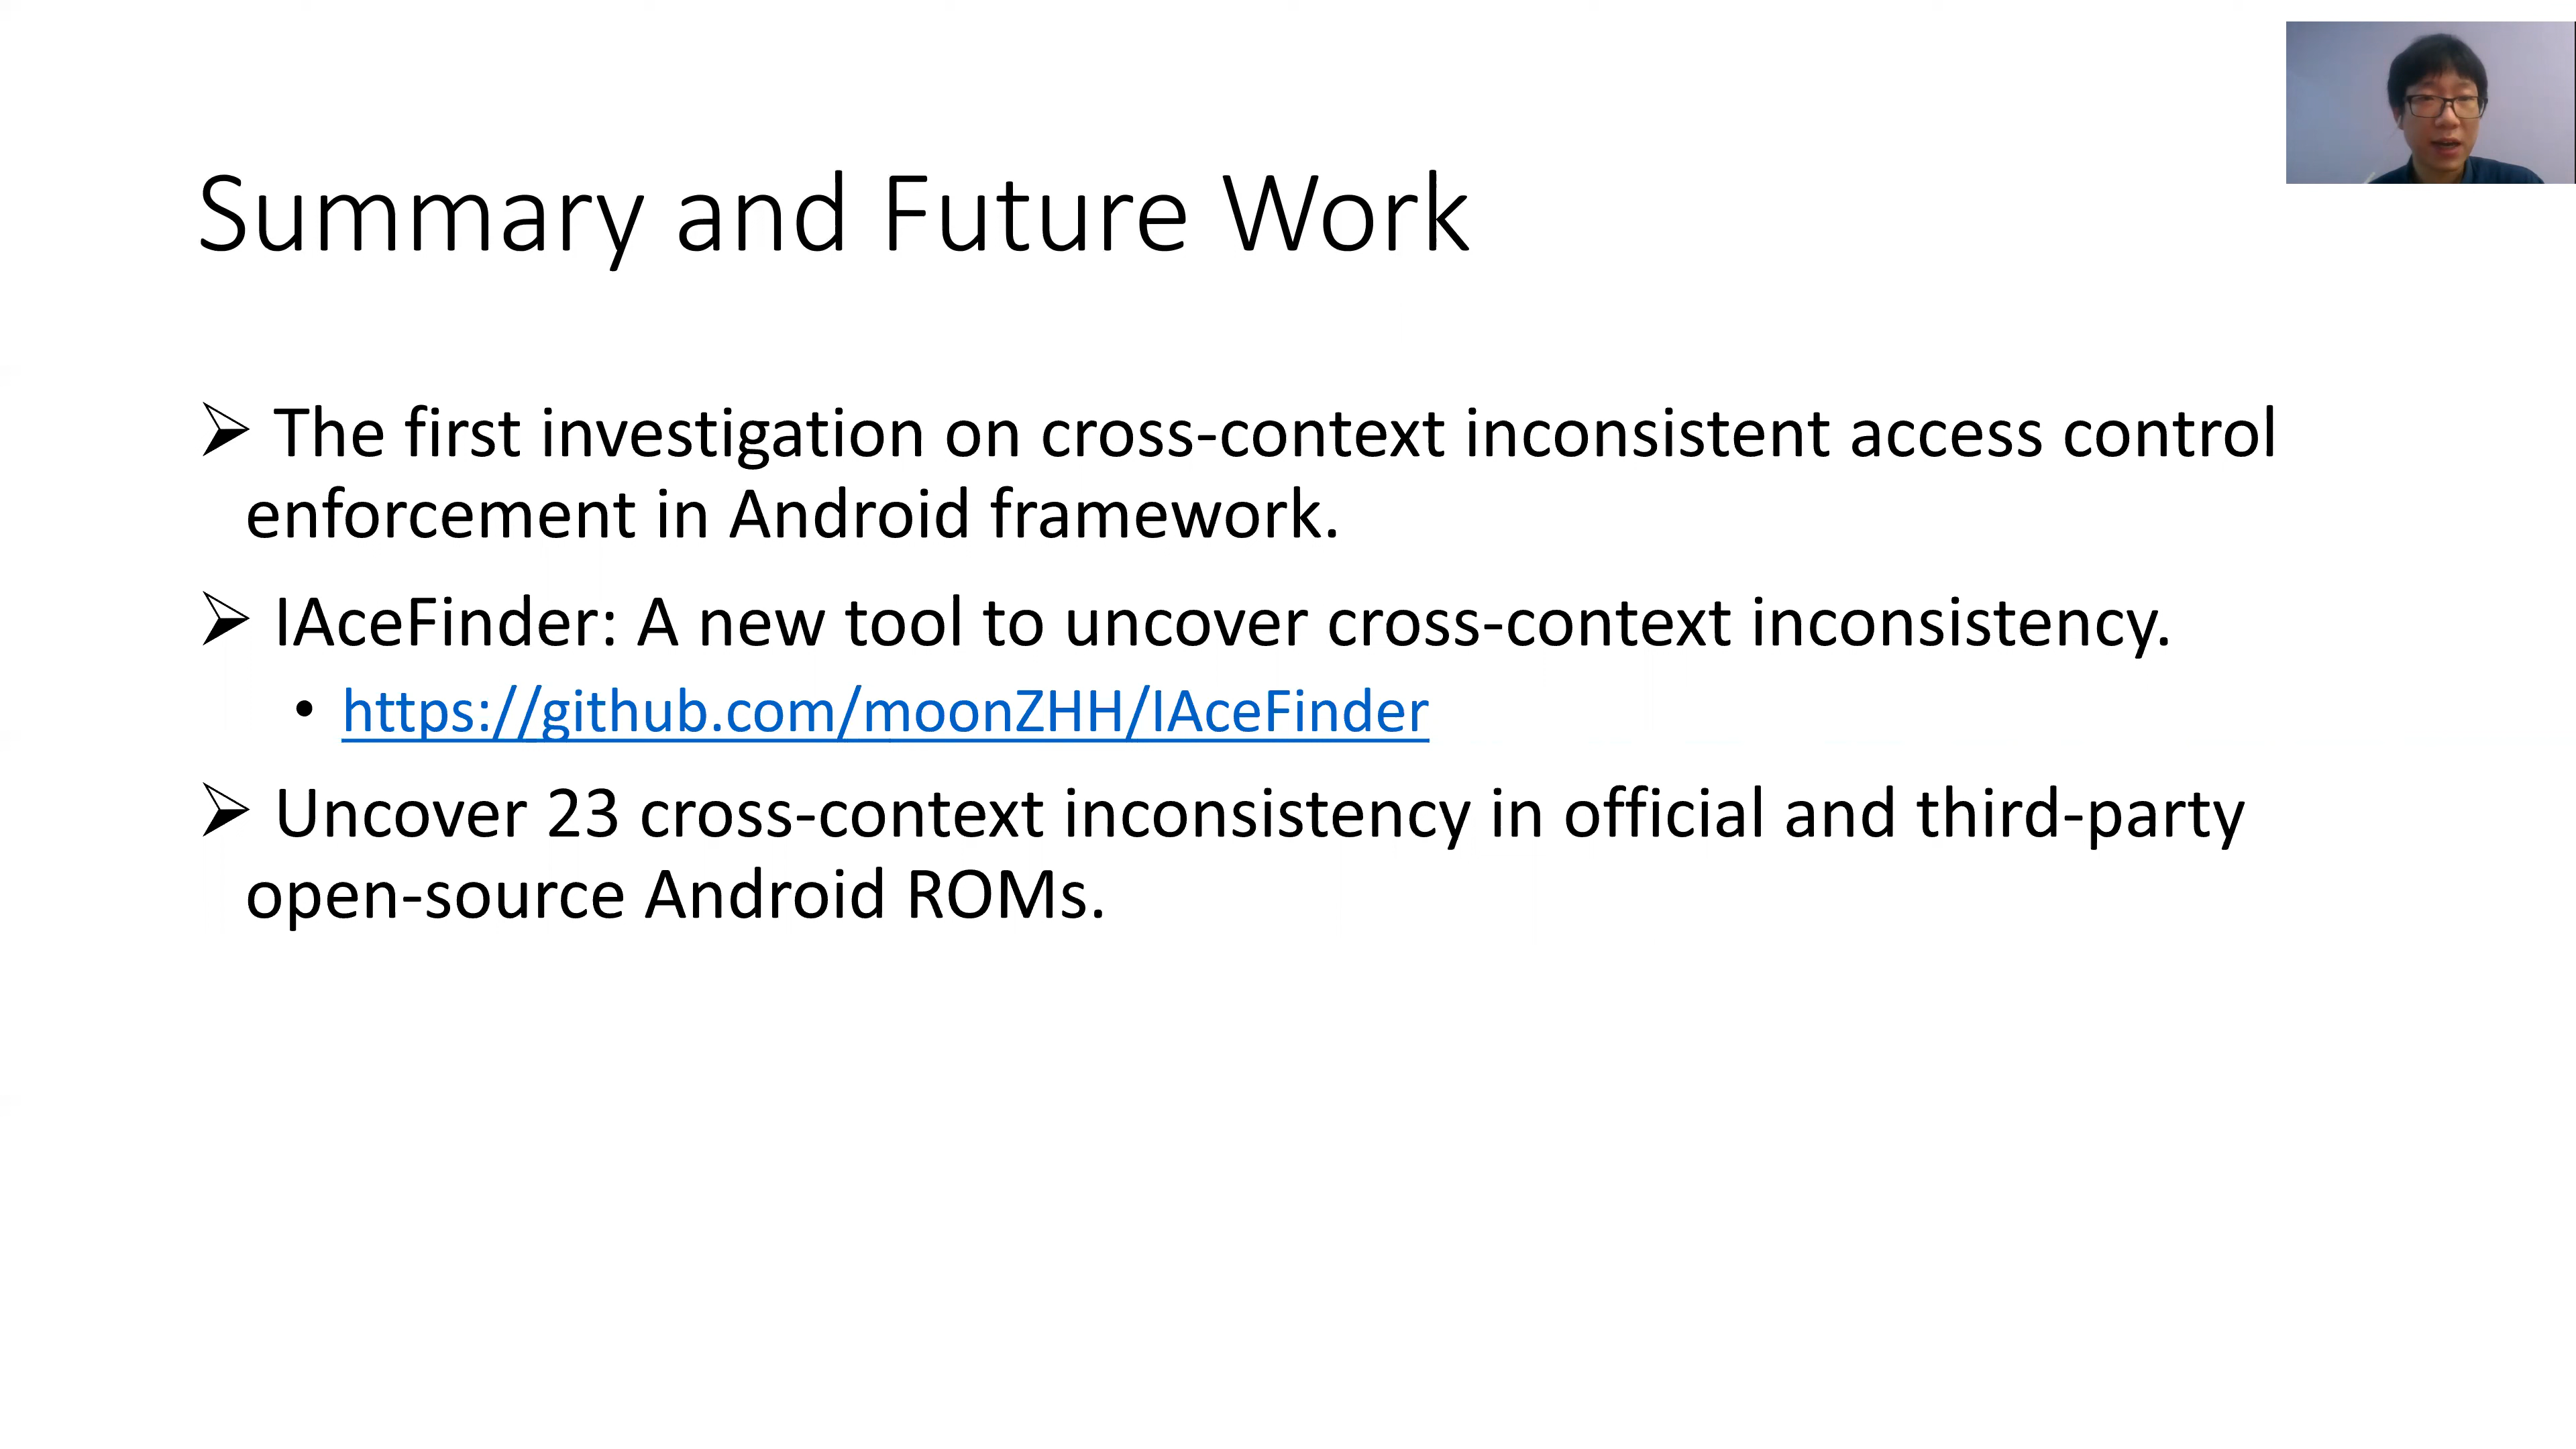 Summary and Future Work
The first investigation on cross-context inconsistent access control
enforcement in Android framework.
IAceFinder: A new tool to uncover cross-context inconsistency.
• https://github.com/moonZHH/IAceFinder
Uncover 23 cross-context inconsistency in official and third-party
open-source Android ROMs.